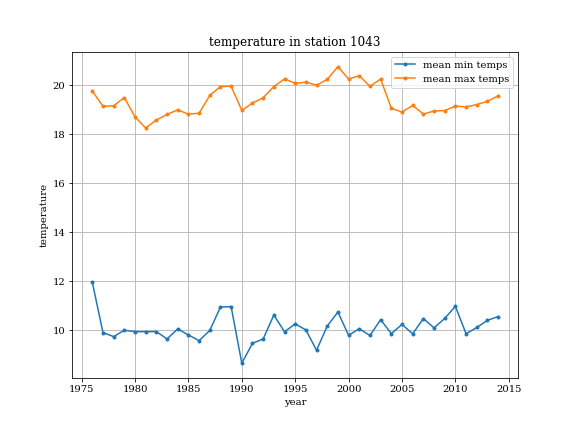 temperature in station 1043
mean min temps
mean max temps
temperature
20
18
16
14
12
10
1975 1980 1985 1990 1995 2000 2005 2010 2015
year